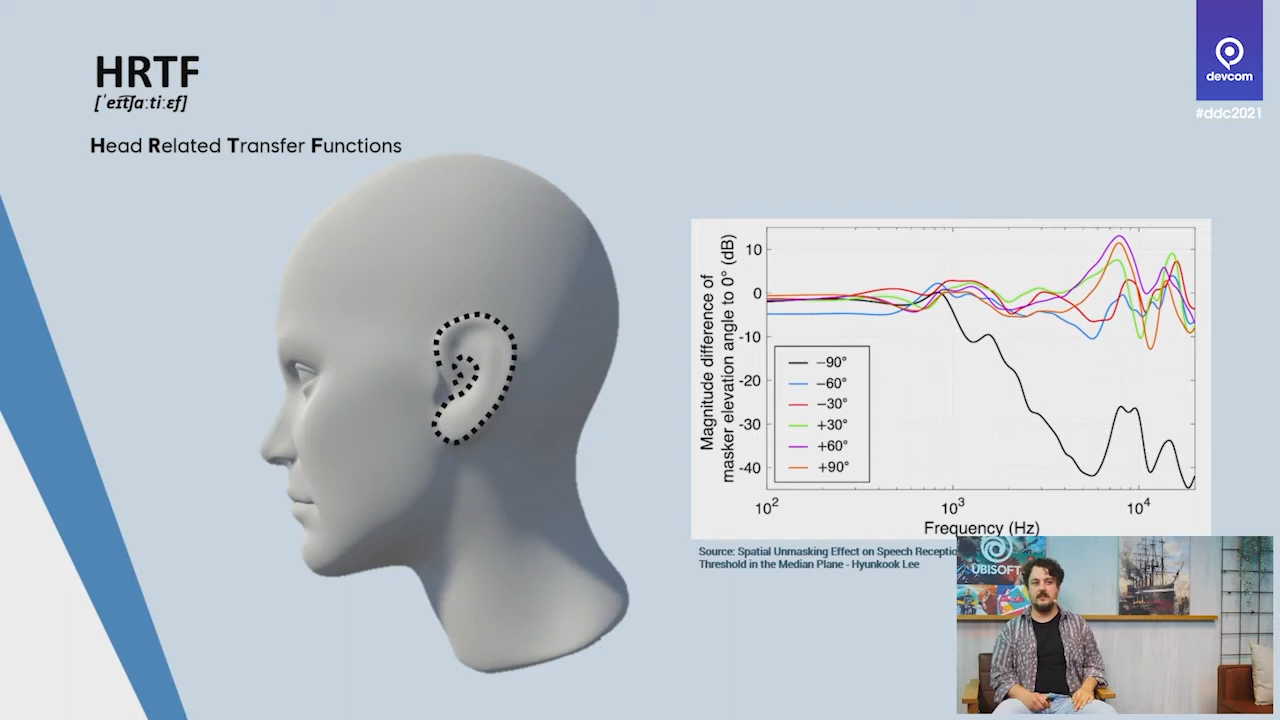 HRTF
[ˈeɪt͡ʃɑːtiːɛf]
Head Related Transfer Functions
devcom
#ddc2021
Magnitude difference of
masker elevation angle to 0° (dB)
10
0
-10
-20
-30
-40
−90°
−60°
−30°
+30°
+60°
+90°
10²
10³
10⁴
Frequency (Hz)
Source: Spatial Unmasking Effect on Speech Receptio
Threshold in the Median Plane - Hyunkook Lee
UBISOFT